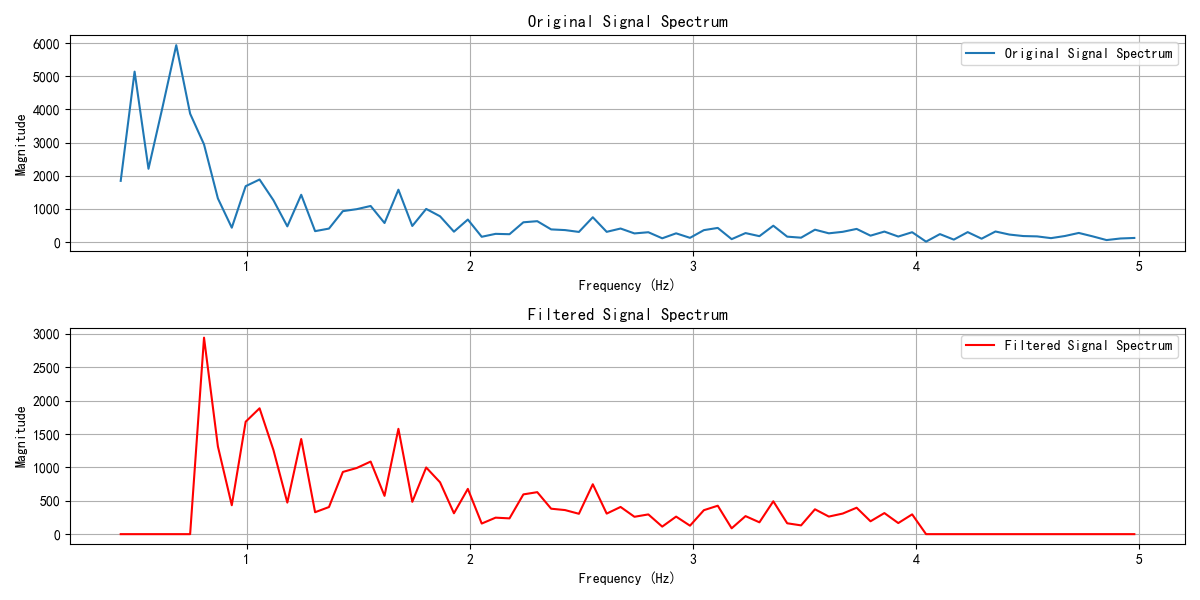 Original Signal Spectrum
6000
5000
4000
3000
2000
1000
0
Magnitude
Original Signal Spectrum
1 2 3 4 5
Frequency (Hz)
Filtered Signal Spectrum
3000
2500
2000
1500
1000
500
0
Magnitude
Filtered Signal Spectrum
1 2 3 4 5
Frequency (Hz)